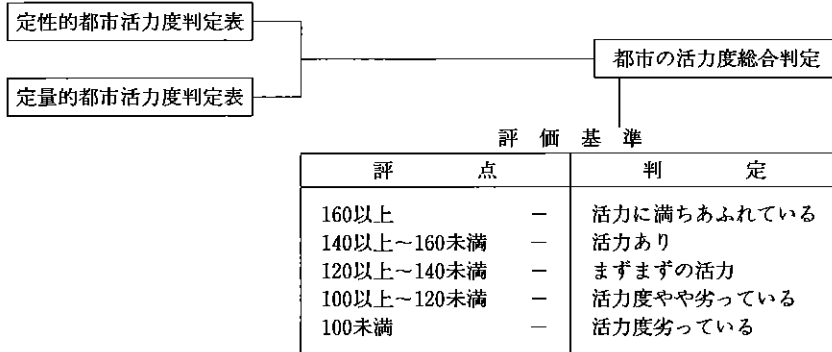 定性的都市活力度判定表
都市の活力度総合判定
定量的都市活力度判定表
評価基準
評点 判定
160以上 － 活力に満ちあふれている
140以上～160未満 － 活力あり
120以上～140未満 － まずまずの活力
100以上～120未満 － 活力度やや劣っている
100未満 － 活力度劣っている